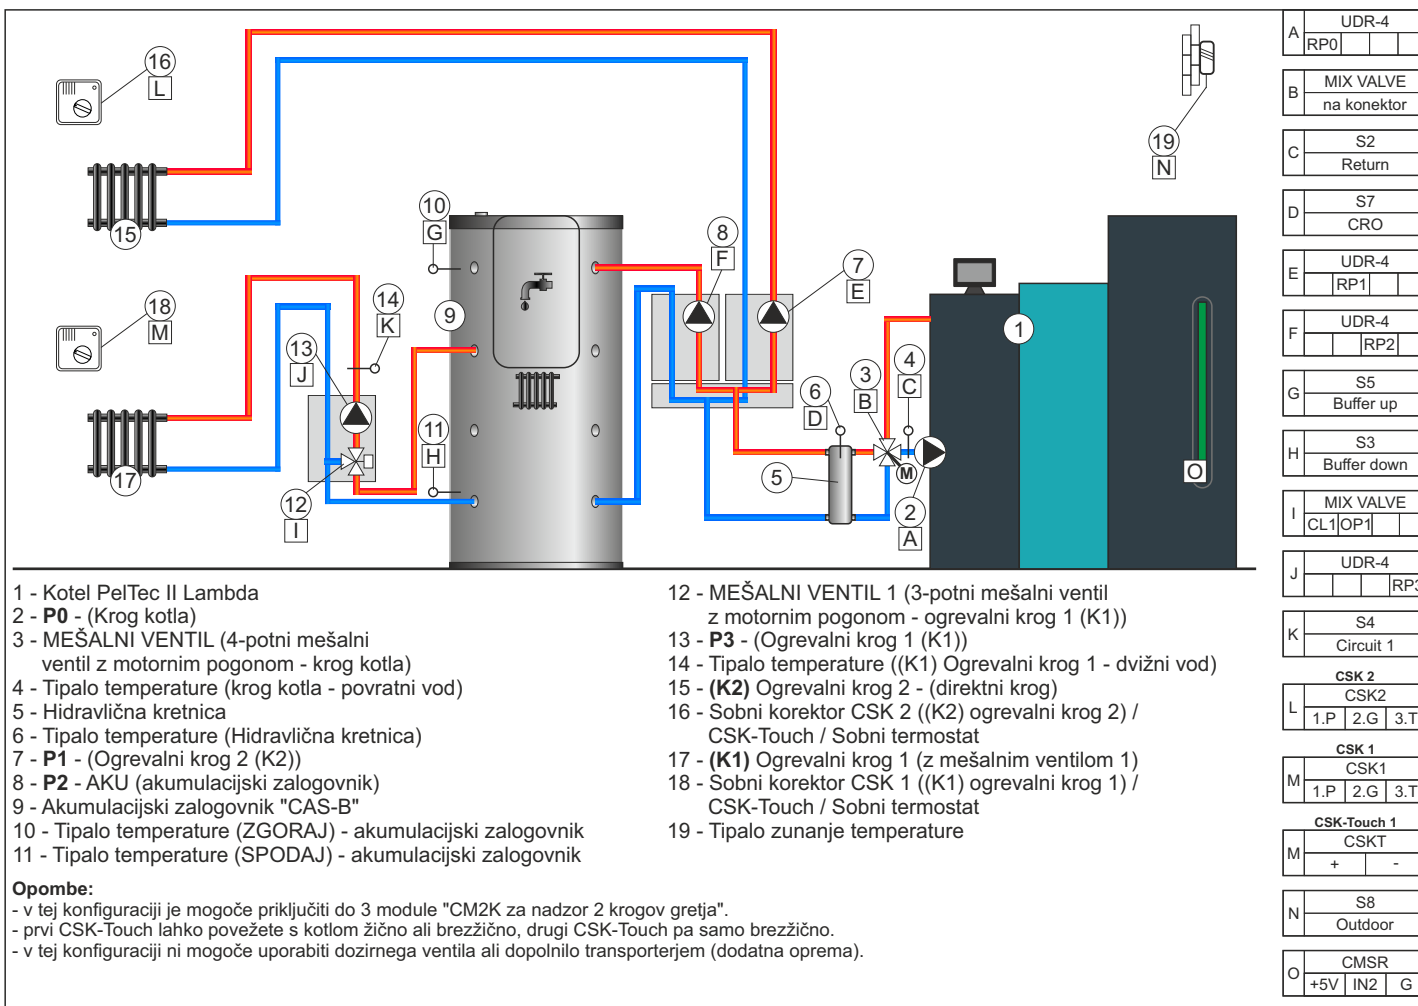 16
L
15
18
M
17
14
K
13
J
12
I
10
G
9
11
H
8
F
7
E
6
D
5
3
B
4
C
M
2
A
1
19
N
O
1 - Kotel PelTec II Lambda
2 - P0 - (Krog kotla)
3 - MEŠALNI VENTIL (4-potni mešalni
ventil z motornim pogonom - krog kotla)
4 - Tipalo temperature (krog kotla - povratni vod)
5 - Hidravlična kretnica
6 - Tipalo temperature (Hidravlična kretnica)
7 - P1 - (Ogrevalni krog 2 (K2))
8 - P2 - AKU (akumulacijski zalogovnik)
9 - Akumulacijski zalogovnik "CAS-B"
10 - Tipalo temperature (ZGORAJ) - akumulacijski zalogovnik
11 - Tipalo temperature (SPODAJ) - akumulacijski zalogovnik
12 - MEŠALNI VENTIL 1 (3-potni mešalni ventil
z motornim pogonom - ogrevalni krog 1 (K1))
13 - P3 - (Ogrevalni krog 1 (K1))
14 - Tipalo temperature ((K1) Ogrevalni krog 1 - dvižni vod)
15 - (K2) Ogrevalni krog 2 - (direktni krog)
16 - Sobni korektor CSK 2 ((K2) ogrevalni krog 2) /
CSK-Touch / Sobni termostat
17 - (K1) Ogrevalni krog 1 (z mešalnim ventilom 1)
18 - Sobni korektor CSK 1 ((K1) ogrevalni krog 1) /
CSK-Touch / Sobni termostat
19 - Tipalo zunanje temperature
Opombe:
- v tej konfiguraciji je mogoče priključiti do 3 module "CM2K za nadzor 2 krogov gretja".
- prvi CSK-Touch lahko povežete s kotlom žično ali brezžično, drugi CSK-Touch pa samo brezžično.
- v tej konfiguraciji ni mogoče uporabiti dozirnega ventila ali dopolnilo transporterjem (dodatna oprema).
A UDR-4
RP0
B MIX VALVE
na konektor
C S2
Return
D S7
CRO
E UDR-4
RP1
F UDR-4
RP2
G S5
Buffer up
H S3
Buffer down
I MIX VALVE
CL1 OP1
J UDR-4
RP3
K S4
Circuit 1
CSK 2
L CSK2
1.P 2.G 3.T
CSK 1
M CSK1
1.P 2.G 3.T
CSK-Touch 1
M CSKT
+ -
N S8
Outdoor
O CMSR
+5V IN2 G